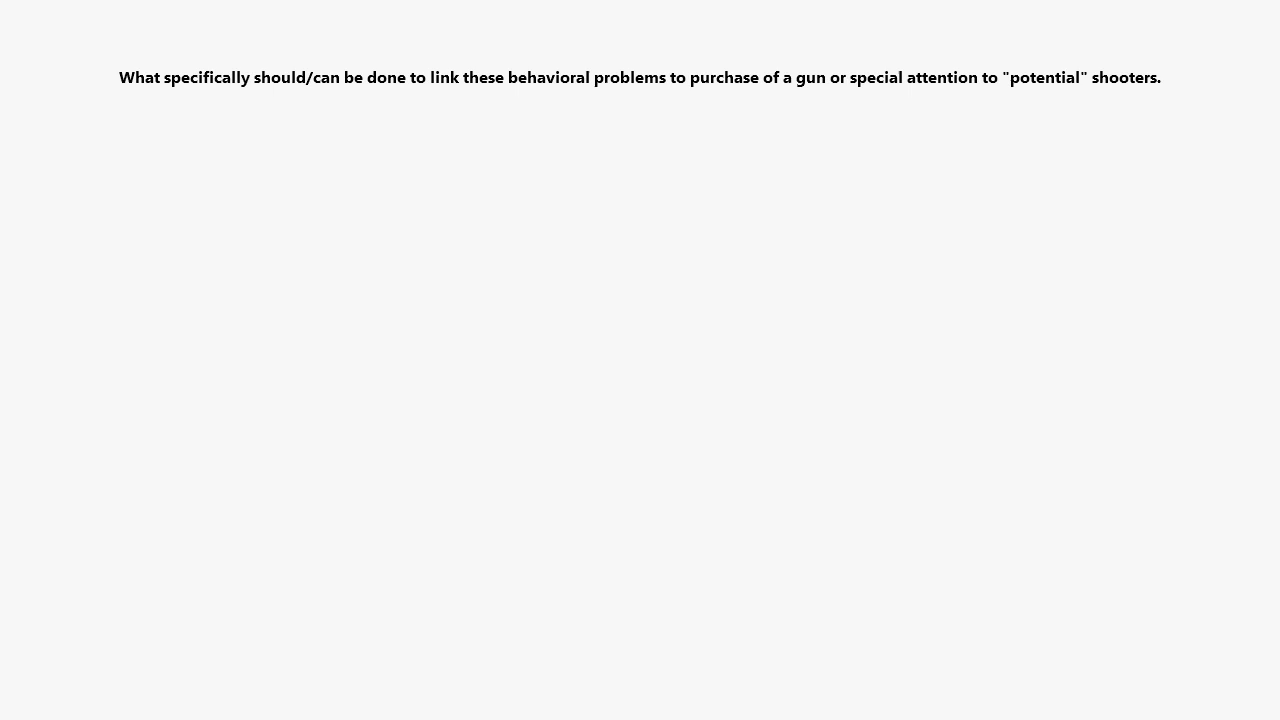 What specifically should/can be done to link these behavioral problems to purchase of a gun or special attention to "potential" shooters.